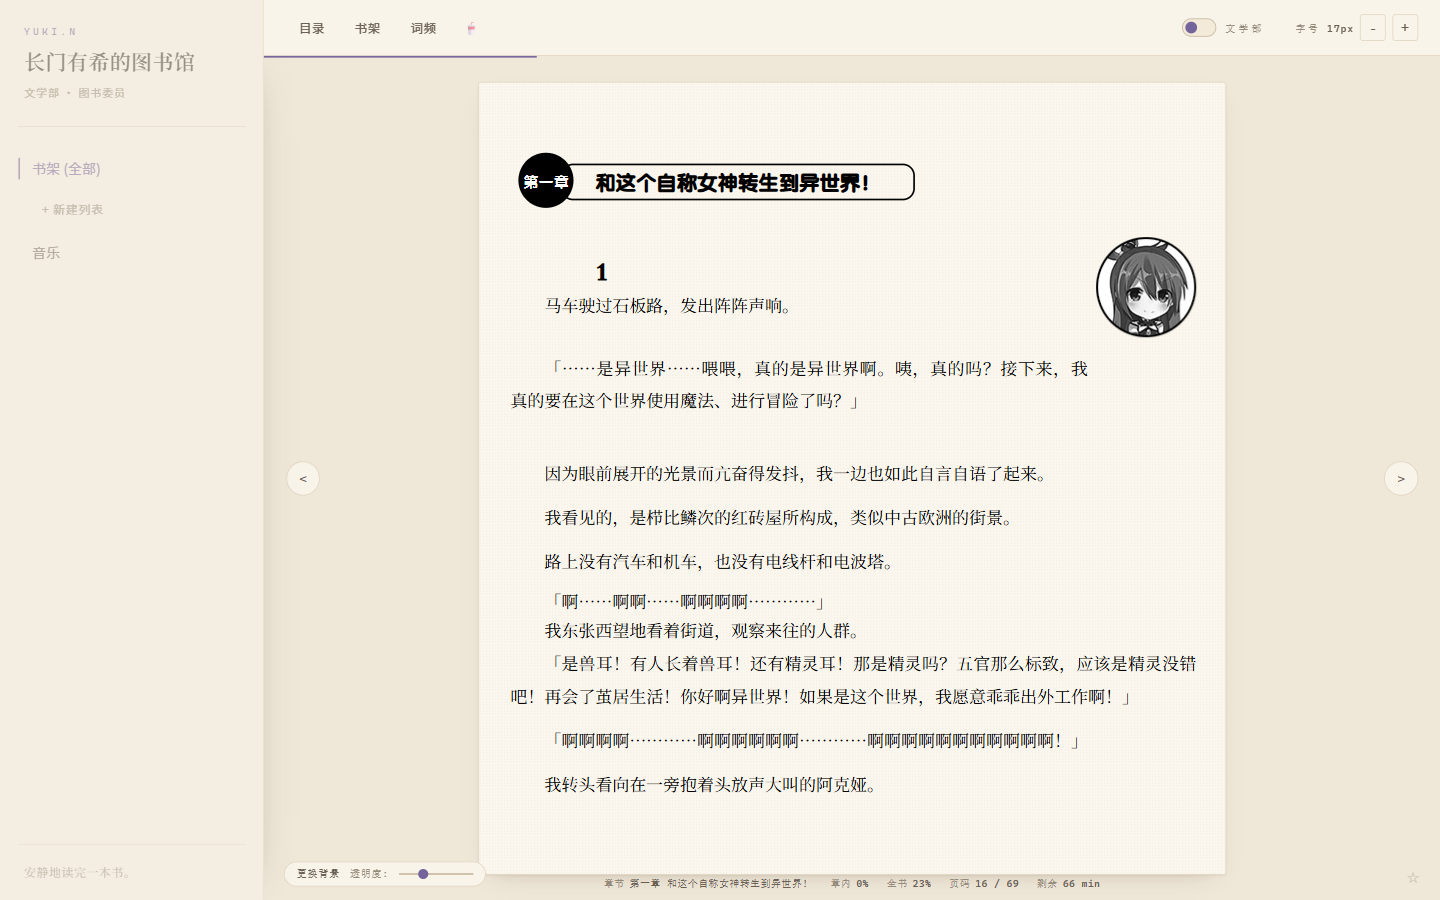 YUKI.N
长门有希的图书馆
文学部 · 图书委员
书架 (全部)
+ 新建列表
音乐
安静地读完一本书。
目录 书架 词频
文学部 字号 17px - +
第一章 和这个自称女神转生到异世界！
1
马车驶过石板路，发出阵阵声响。
「……是异世界……喂喂，真的是异世界啊。咦，真的吗？接下来，我
真的要在这个世界使用魔法、进行冒险了吗？」
因为眼前展开的光景而亢奋得发抖，我一边也如此自言自语了起来。
我看见的，是栉比鳞次的红砖屋所构成，类似中古欧洲的街景。
路上没有汽车和机车，也没有电线杆和电波塔。
「啊……啊啊……啊啊啊啊…………」
我东张西望地看着街道，观察来往的人群。
「是兽耳！有人长着兽耳！还有精灵耳！那是精灵吗？五官那么标致，应该是精灵没错
吧！再会了茧居生活！你好啊异世界！如果是这个世界，我愿意乖乖出外工作啊！」
「啊啊啊啊…………啊啊啊啊啊啊…………啊啊啊啊啊啊啊啊啊啊啊！」
我转头看向在一旁抱着头放声大叫的阿克娅。
< >
更换背景 透明度:
章节 第一章 和这个自称女神转生到异世界！ 章内 0% 全书 23% 页码 16 / 69 剩余 66 min